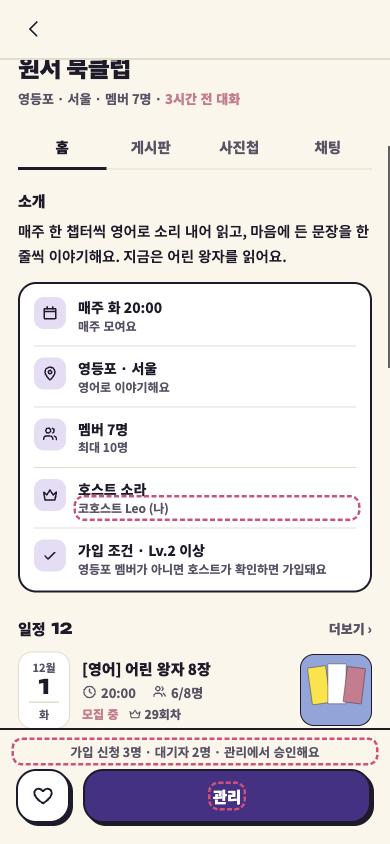 원서 북클럽
영등포 · 서울 · 멤버 7명 · 3시간 전 대화
홈 게시판 사진첩 채팅
소개
매주 한 챕터씩 영어로 소리 내어 읽고, 마음에 든 문장을 한
줄씩 이야기해요. 지금은 어린 왕자를 읽어요.
매주 화 20:00
매주 모여요
영등포 · 서울
영어로 이야기해요
멤버 7명
최대 10명
호스트 소라
코호스트 Leo (나)
가입 조건 · Lv.2 이상
영등포 멤버가 아니면 호스트가 확인하면 가입돼요
일정 12 더보기 ›
12월
1
화
[영어] 어린 왕자 8장
20:00 6/8명
모집 중 29회차
가입 신청 3명 · 대기자 2명 · 관리에서 승인해요
관리